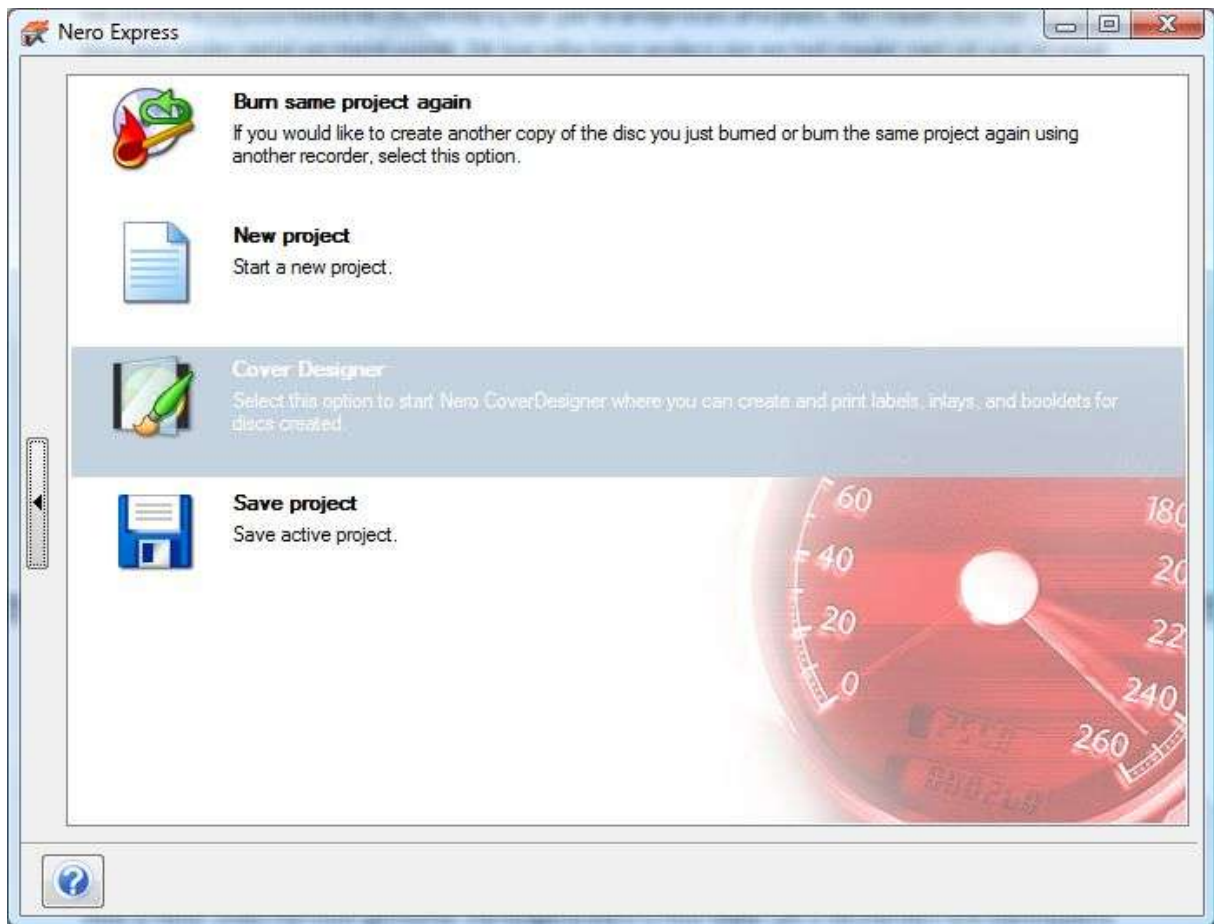 Nero Express
Burn same project again
If you would like to create another copy of the disc you just burned or burn the same project again using
another recorder, select this option.
New project
Start a new project.
Cover Designer
Select this option to start Nero CoverDesigner where you can create and print labels, inlays, and booklets for
discs created.
Save project
Save active project.
60
40
20
0
180
20
22
240
260